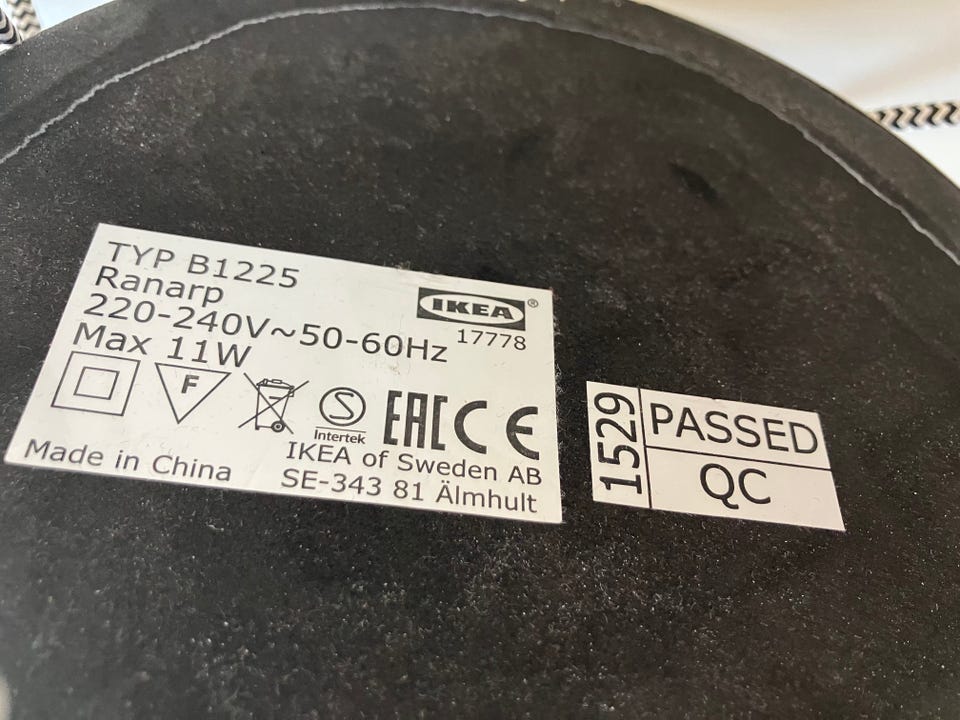 TYP B1225
Ranarp
220-240V~50-60Hz
Max 11W
IKEA®
17778
F
S
Intertek
EAC CE
Made in China
IKEA of Sweden AB
SE-343 81 Älmhult
1529
PASSED
QC